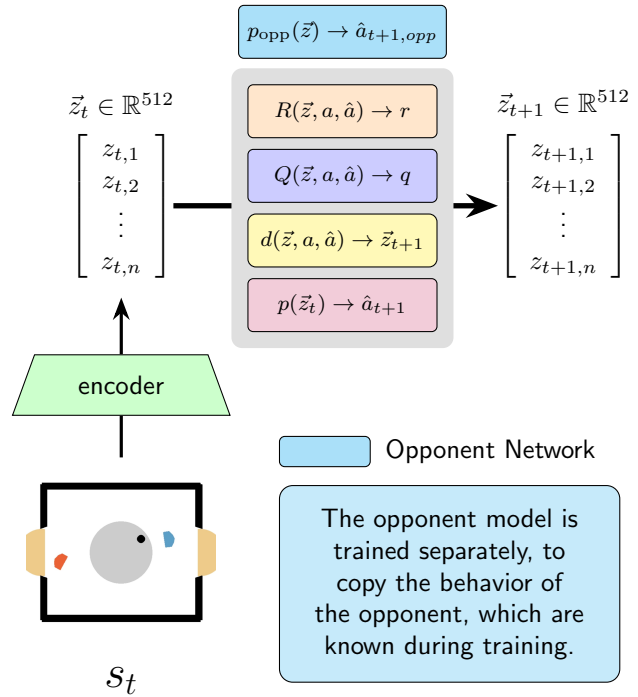 p_opp(z⃗) → â_{t+1,opp}
z⃗_t ∈ ℝ^512
z_{t,1}
z_{t,2}
⋮
z_{t,n}
R(z⃗, a, â) → r
Q(z⃗, a, â) → q
d(z⃗, a, â) → z⃗_{t+1}
p(z⃗_t) → â_{t+1}
z⃗_{t+1} ∈ ℝ^512
z_{t+1,1}
z_{t+1,2}
⋮
z_{t+1,n}
encoder
s_t
Opponent Network
The opponent model is
trained separately, to
copy the behavior of
the opponent, which are
known during training.